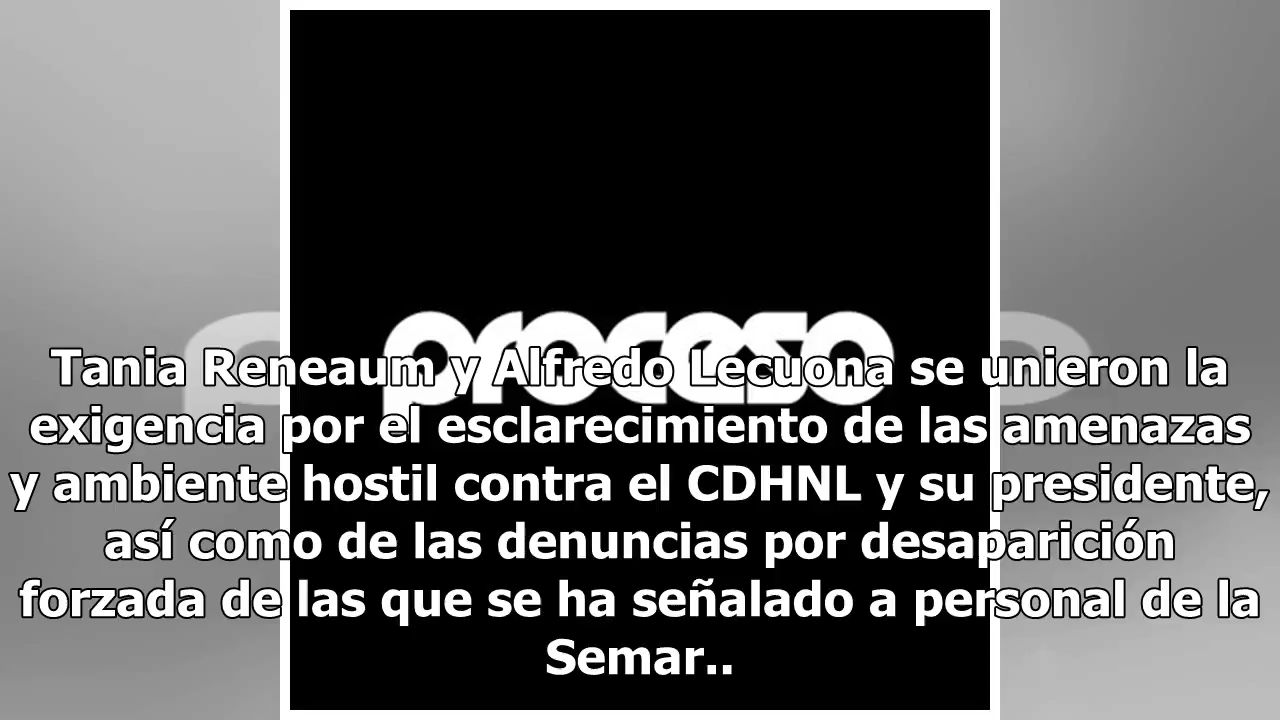 proceso
Tania Reneaum y Alfredo Lecuona se unieron la
exigencia por el esclarecimiento de las amenazas
y ambiente hostil contra el CDHNL y su presidente,
así como de las denuncias por desaparición
forzada de las que se ha señalado a personal de la
Semar..